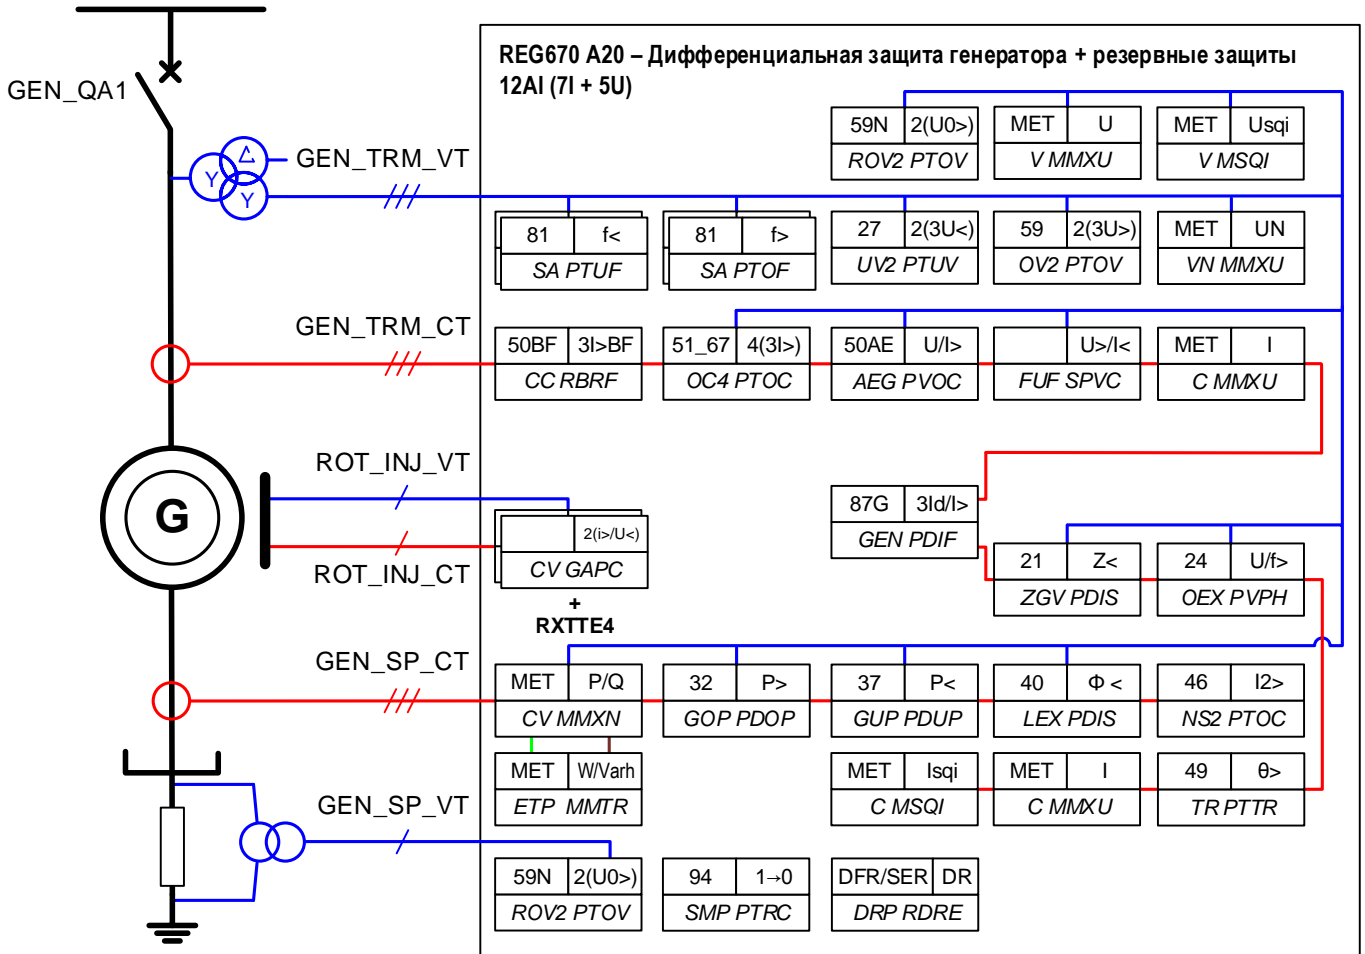 REG670 A20 – Дифференциальная защита генератора + резервные защиты
12AI (7I + 5U)
GEN_QA1
59N 2(U0>)
ROV2 PTOV
MET U
V MMXU
MET Usqi
V MSQI
GEN_TRM_VT
Δ
Y
Y
81 f<
SA PTUF
81 f>
SA PTOF
27 2(3U<)
UV2 PTUV
59 2(3U>)
OV2 PTOV
MET UN
VN MMXU
GEN_TRM_CT
50BF 3I>BF
CC RBRF
51_67 4(3I>)
OC4 PTOC
50AE U/I>
AEG PVOC
U>/I<
FUF SPVC
MET I
C MMXU
ROT_INJ_VT
G
2(i>/U<)
CV GAPC
+
RXTTE4
ROT_INJ_CT
87G 3Id/I>
GEN PDIF
21 Z<
ZGV PDIS
24 U/f>
OEX PVPH
GEN_SP_CT
MET P/Q
CV MMXN
32 P>
GOP PDOP
37 P<
GUP PDUP
40 Φ <
LEX PDIS
46 I2>
NS2 PTOC
MET W/Varh
ETP MMTR
MET Isqi
C MSQI
MET I
C MMXU
49 θ>
TR PTTR
GEN_SP_VT
59N 2(U0>)
ROV2 PTOV
94 1→0
SMP PTRC
DFR/SER DR
DRP RDRE